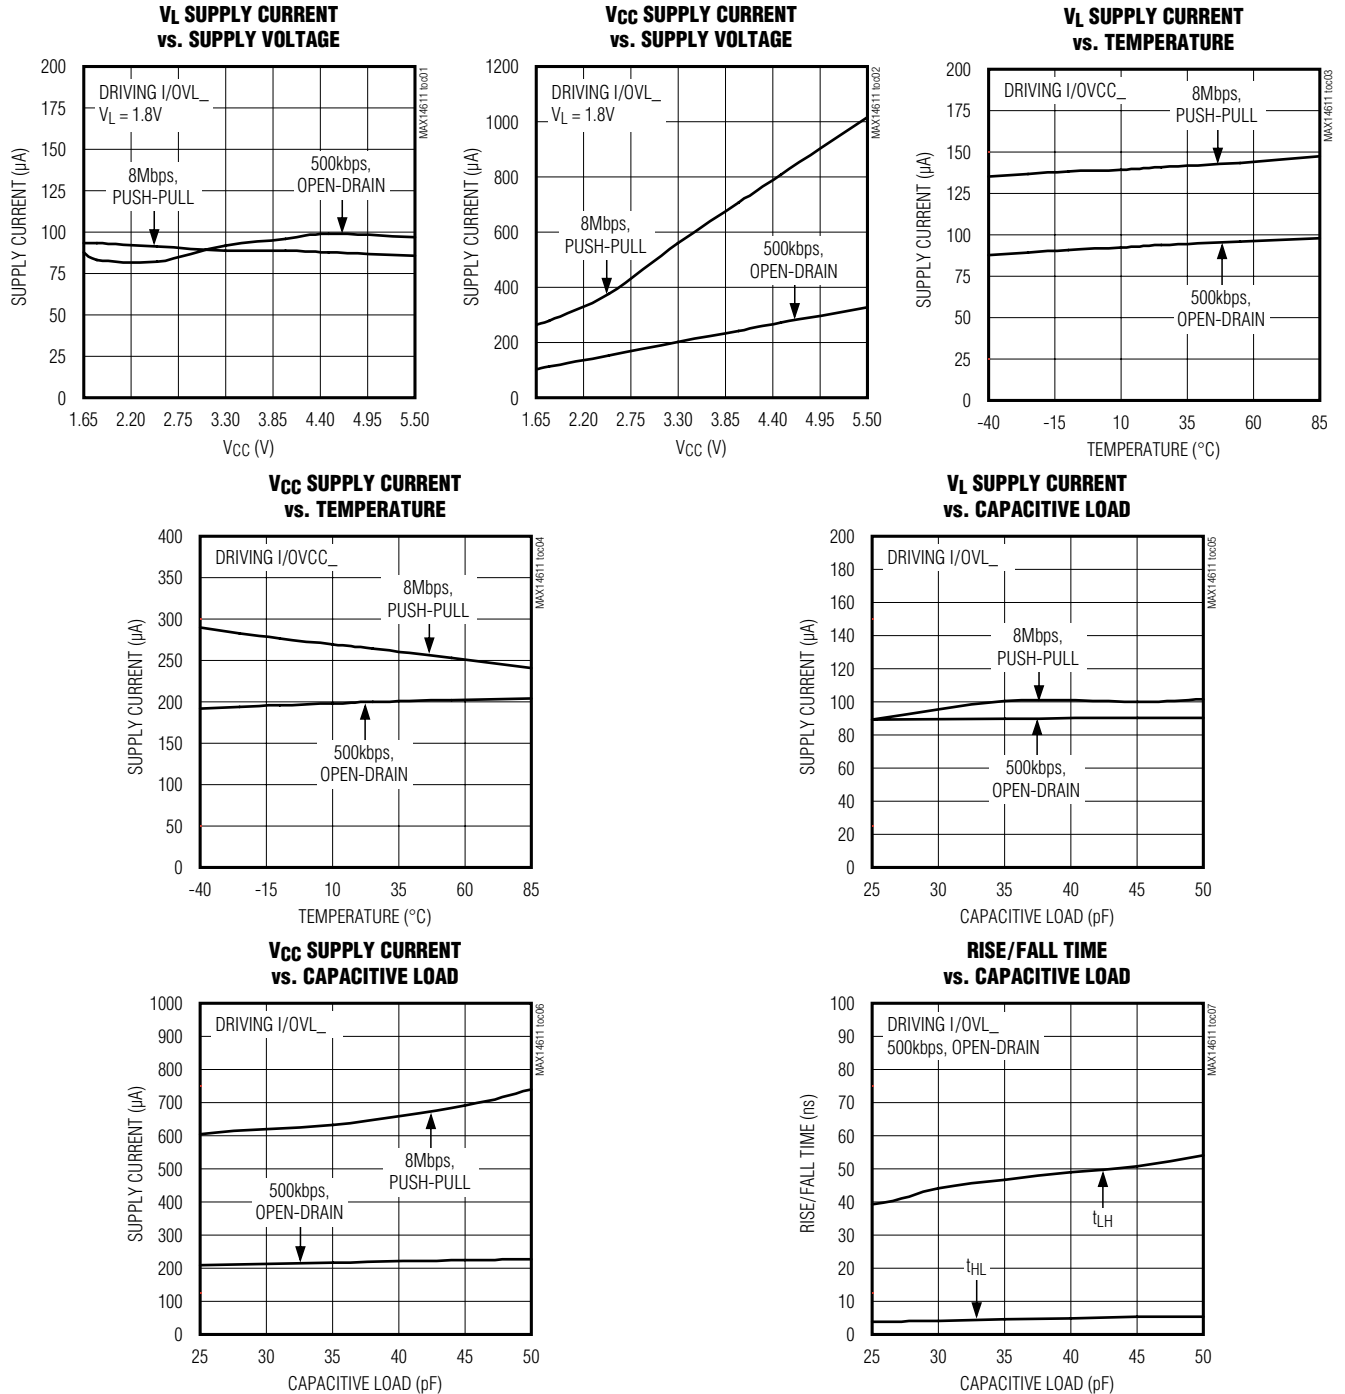 VL SUPPLY CURRENT
vs. SUPPLY VOLTAGE
200
175
150
125
100
75
50
25
0
SUPPLY CURRENT (µA)
DRIVING I/OVL_
VL = 1.8V
8Mbps,
PUSH-PULL
500kbps,
OPEN-DRAIN
MAX14611 toc01
1.65 2.20 2.75 3.30 3.85 4.40 4.95 5.50
VCC (V)
VCC SUPPLY CURRENT
vs. SUPPLY VOLTAGE
1200
1000
800
600
400
200
0
SUPPLY CURRENT (µA)
DRIVING I/OVL_
VL = 1.8V
8Mbps,
PUSH-PULL
500kbps,
OPEN-DRAIN
MAX14611 toc02
1.65 2.20 2.75 3.30 3.85 4.40 4.95 5.50
VCC (V)
VL SUPPLY CURRENT
vs. TEMPERATURE
200
175
150
125
100
75
50
25
0
SUPPLY CURRENT (µA)
DRIVING I/OVCC_
8Mbps,
PUSH-PULL
500kbps,
OPEN-DRAIN
MAX14611 toc03
-40 -15 10 35 60 85
TEMPERATURE (°C)
VCC SUPPLY CURRENT
vs. TEMPERATURE
400
350
300
250
200
150
100
50
0
SUPPLY CURRENT (µA)
DRIVING I/OVCC_
8Mbps,
PUSH-PULL
500kbps,
OPEN-DRAIN
MAX14611 toc04
-40 -15 10 35 60 85
TEMPERATURE (°C)
VL SUPPLY CURRENT
vs. CAPACITIVE LOAD
200
180
160
140
120
100
80
60
40
20
0
SUPPLY CURRENT (µA)
DRIVING I/OVL_
8Mbps,
PUSH-PULL
500kbps,
OPEN-DRAIN
MAX14611 toc05
25 30 35 40 45 50
CAPACITIVE LOAD (pF)
VCC SUPPLY CURRENT
vs. CAPACITIVE LOAD
1000
900
800
700
600
500
400
300
200
100
0
SUPPLY CURRENT (µA)
DRIVING I/OVL_
8Mbps,
PUSH-PULL
500kbps,
OPEN-DRAIN
MAX14611 toc06
25 30 35 40 45 50
CAPACITIVE LOAD (pF)
RISE/FALL TIME
vs. CAPACITIVE LOAD
100
90
80
70
60
50
40
30
20
10
0
RISE/FALL TIME (ns)
DRIVING I/OVL_
500kbps, OPEN-DRAIN
tLH
tHL
MAX14611 toc07
25 30 35 40 45 50
CAPACITIVE LOAD (pF)